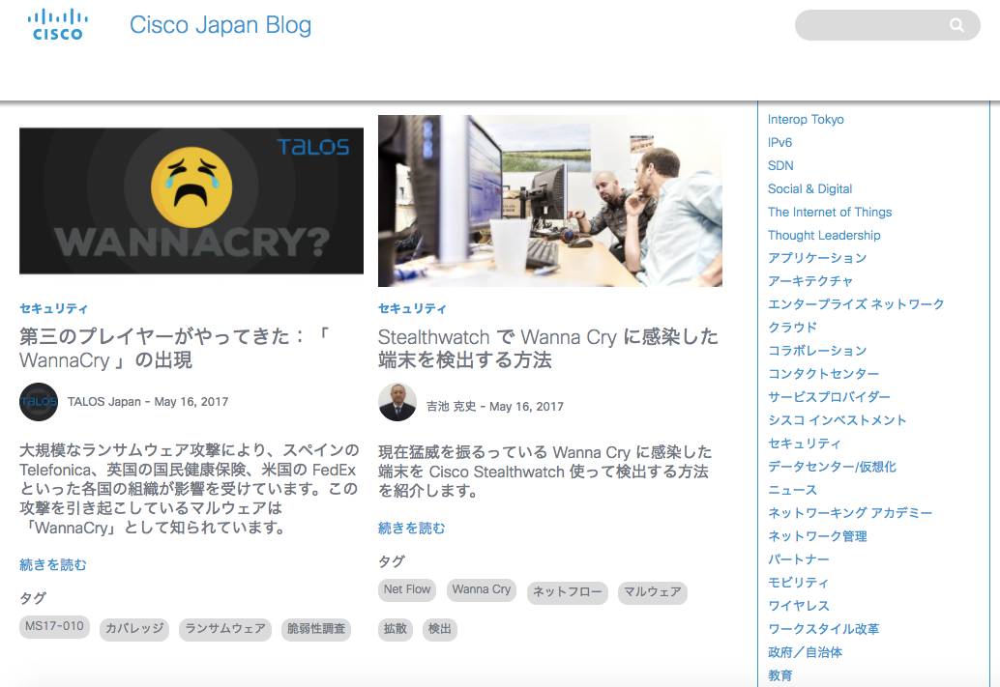 CISCO
Cisco Japan Blog
TALOS
WANNACRY?
セキュリティ
第三のプレイヤーがやってきた：「
WannaCry 」の出現
TALOS
TALOS Japan - May 16, 2017
大規模なランサムウェア攻撃により、スペインの
Telefonica、英国の国民健康保険、米国の FedEx
といった各国の組織が影響を受けています。この
攻撃を引き起こしているマルウェアは
「WannaCry」として知られています。
続きを読む
タグ
MS17-010
カバレッジ
ランサムウェア
脆弱性調査
セキュリティ
Stealthwatch で Wanna Cry に感染した
端末を検出する方法
吉池 克史 - May 16, 2017
現在猛威を振るっている Wanna Cry に感染した
端末を Cisco Stealthwatch 使って検出する方法
を紹介します。
続きを読む
タグ
Net Flow
Wanna Cry
ネットフロー
マルウェア
拡散
検出
Interop Tokyo
IPv6
SDN
Social & Digital
The Internet of Things
Thought Leadership
アプリケーション
アーキテクチャ
エンタープライズ ネットワーク
クラウド
コラボレーション
コンタクトセンター
サービスプロバイダー
シスコ インベストメント
セキュリティ
データセンター/仮想化
ニュース
ネットワーキング アカデミー
ネットワーク管理
パートナー
モビリティ
ワイヤレス
ワークスタイル改革
政府／自治体
教育